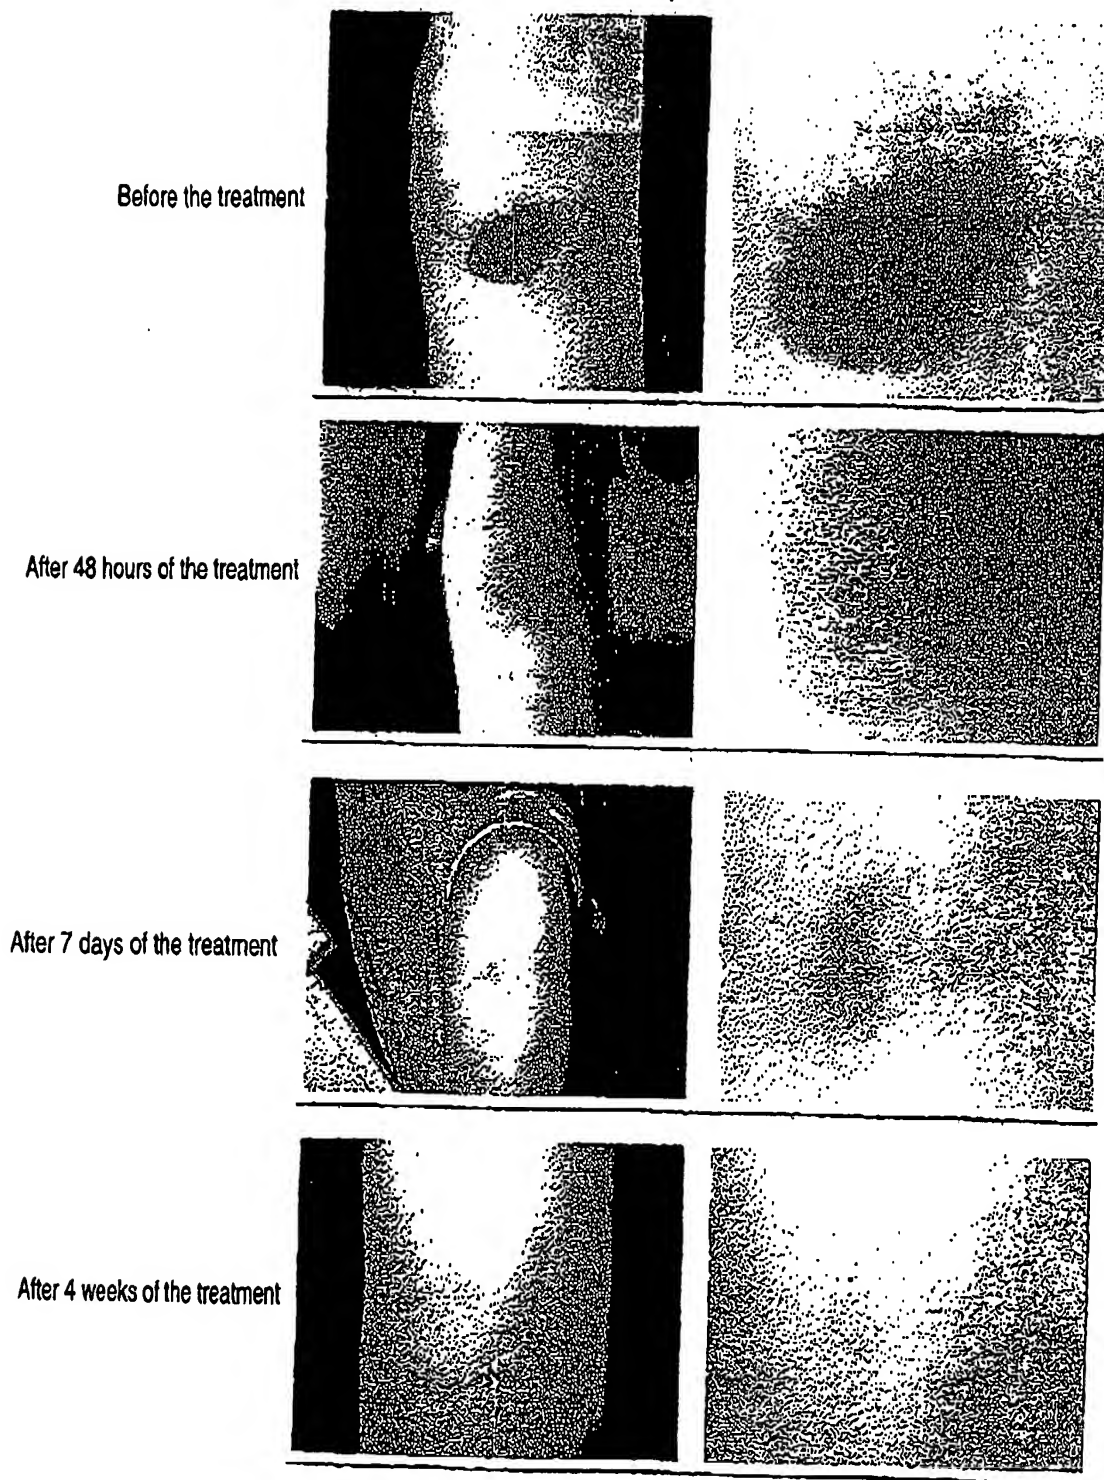 Before the treatment
After 48 hours of the treatment
After 7 days of the treatment
After 4 weeks of the treatment